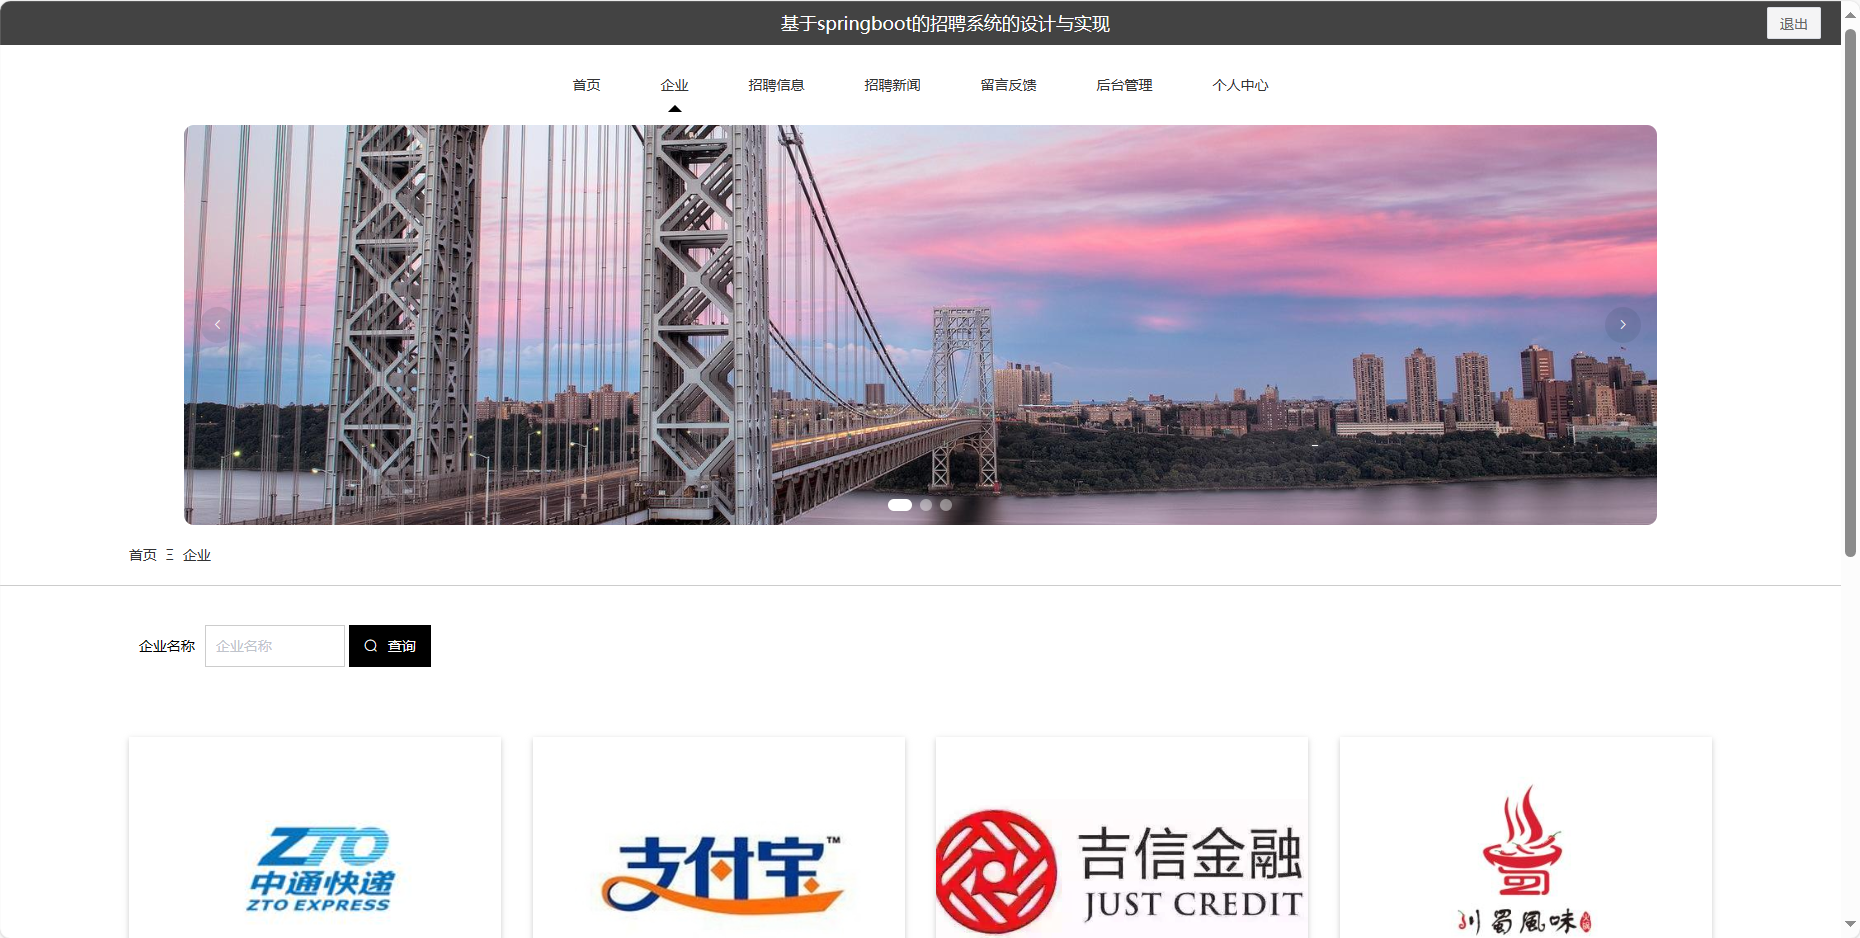 基于springboot的招聘系统的设计与实现
退出
首页 企业 招聘信息 招聘新闻 留言反馈 后台管理 个人中心
首页 Ξ 企业
企业名称 企业名称 查询
ZTO
中通快递
ZTO EXPRESS
支付宝™
吉信金融
JUST CREDIT
川蜀風味